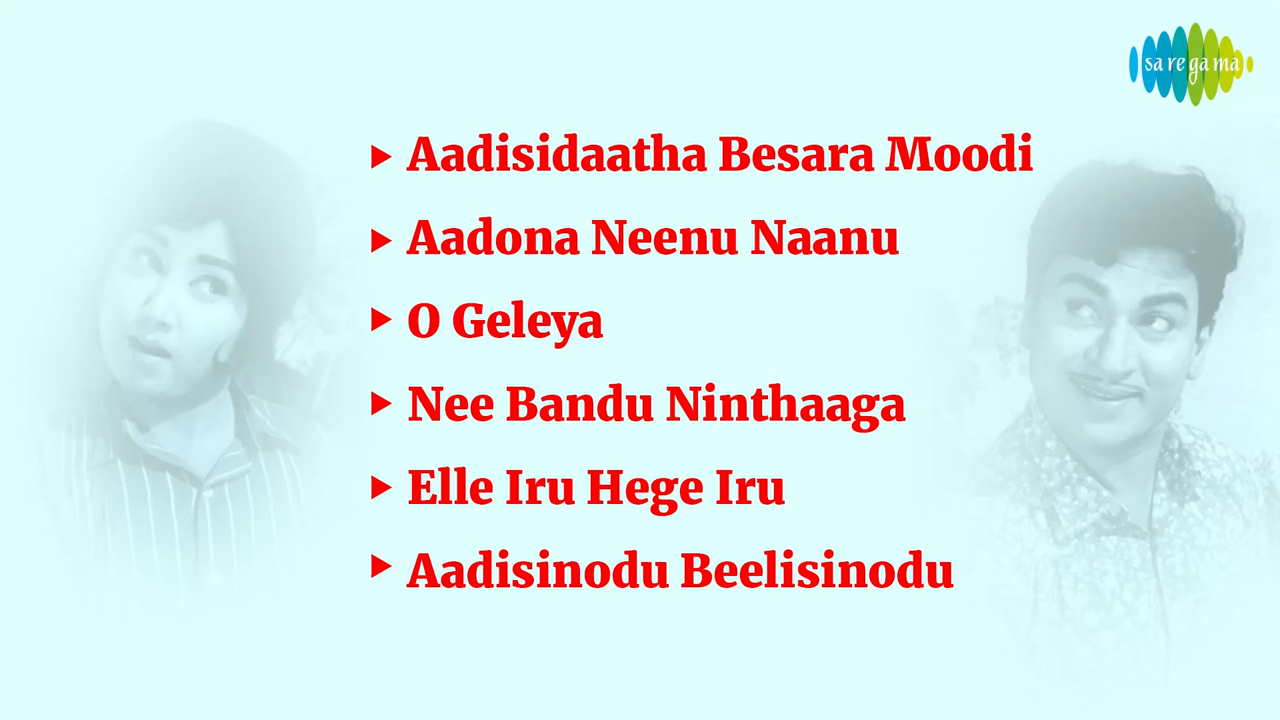 sa re ga ma
Aadisidaatha Besara Moodi
Aadona Neenu Naanu
O Geleya
Nee Bandu Ninthaaga
Elle Iru Hege Iru
Aadisinodu Beelisinodu